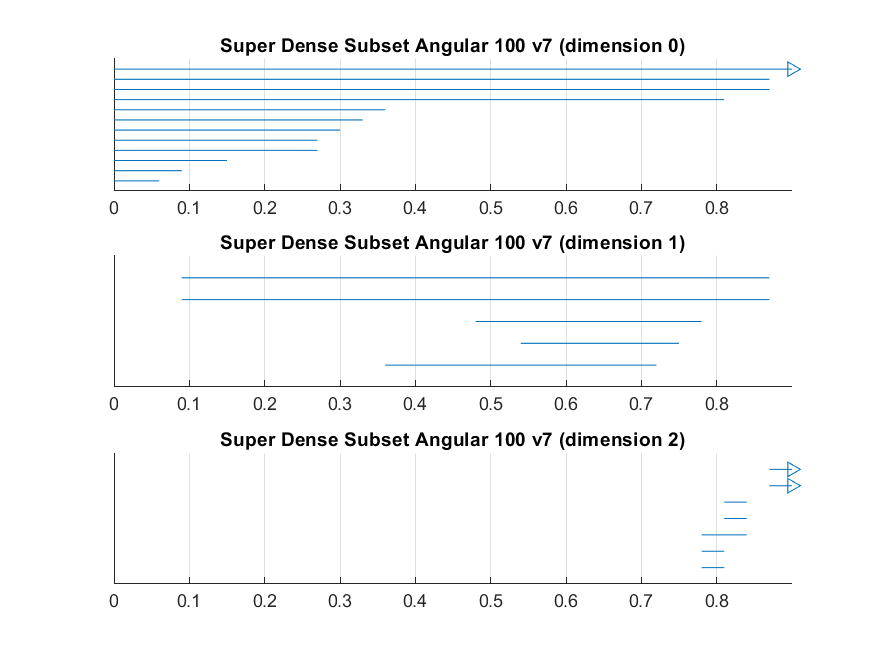 Super Dense Subset Angular 100 v7 (dimension 0)
0 0.1 0.2 0.3 0.4 0.5 0.6 0.7 0.8
Super Dense Subset Angular 100 v7 (dimension 1)
0 0.1 0.2 0.3 0.4 0.5 0.6 0.7 0.8
Super Dense Subset Angular 100 v7 (dimension 2)
0 0.1 0.2 0.3 0.4 0.5 0.6 0.7 0.8